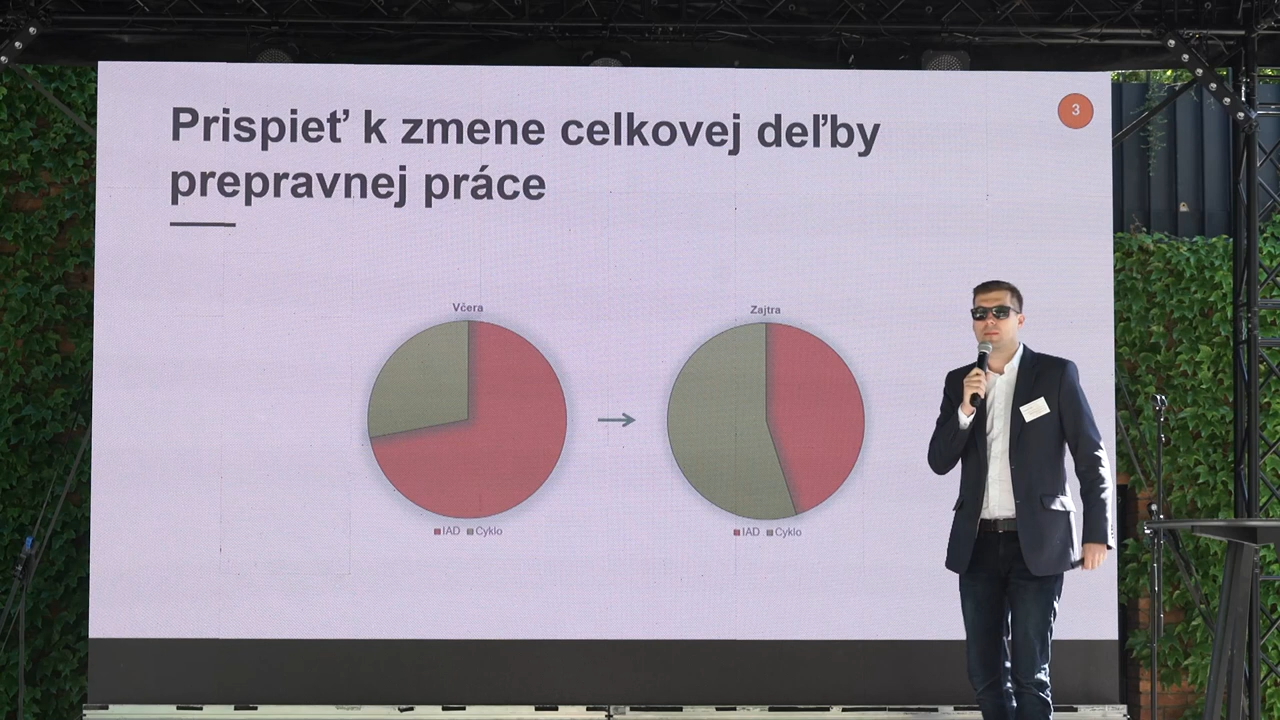 3
Prispieť k zmene celkovej deľby
prepravnej práce
Včera
Zajtra
IAD Cyklo
IAD Cyklo